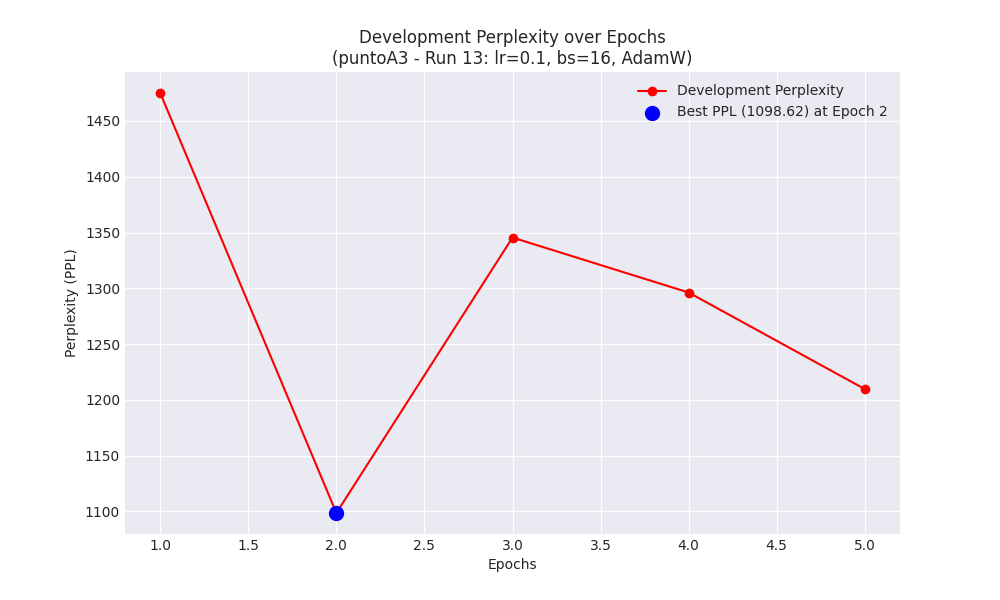 Development Perplexity over Epochs
(puntoA3 - Run 13: lr=0.1, bs=16, AdamW)
Development Perplexity
Best PPL (1098.62) at Epoch 2
Perplexity (PPL)
1450
1400
1350
1300
1250
1200
1150
1100
1.0 1.5 2.0 2.5 3.0 3.5 4.0 4.5 5.0
Epochs